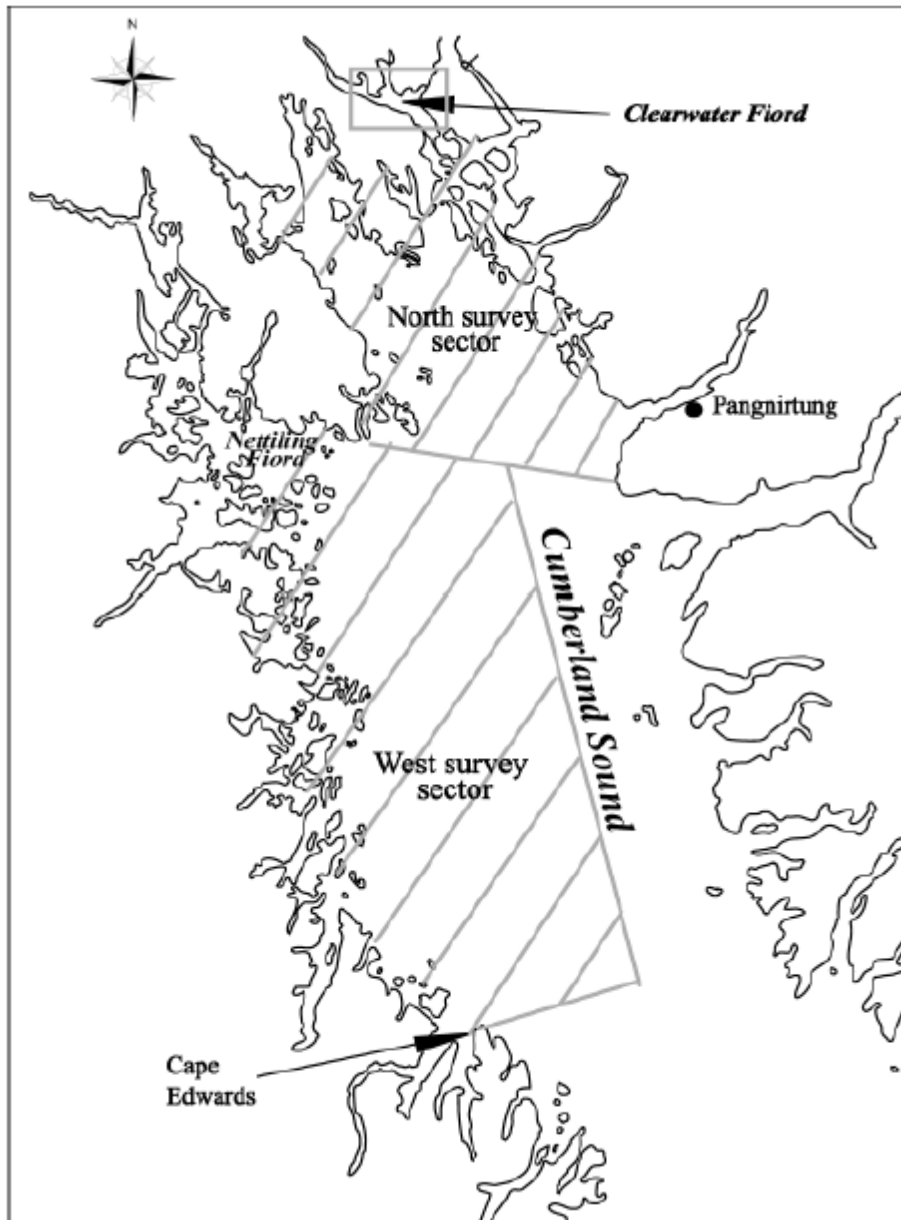 N
Clearwater Fiord
North survey
sector
Pangnirtung
Nettiling
Fiord
Cumberland Sound
West survey
sector
Cape
Edwards